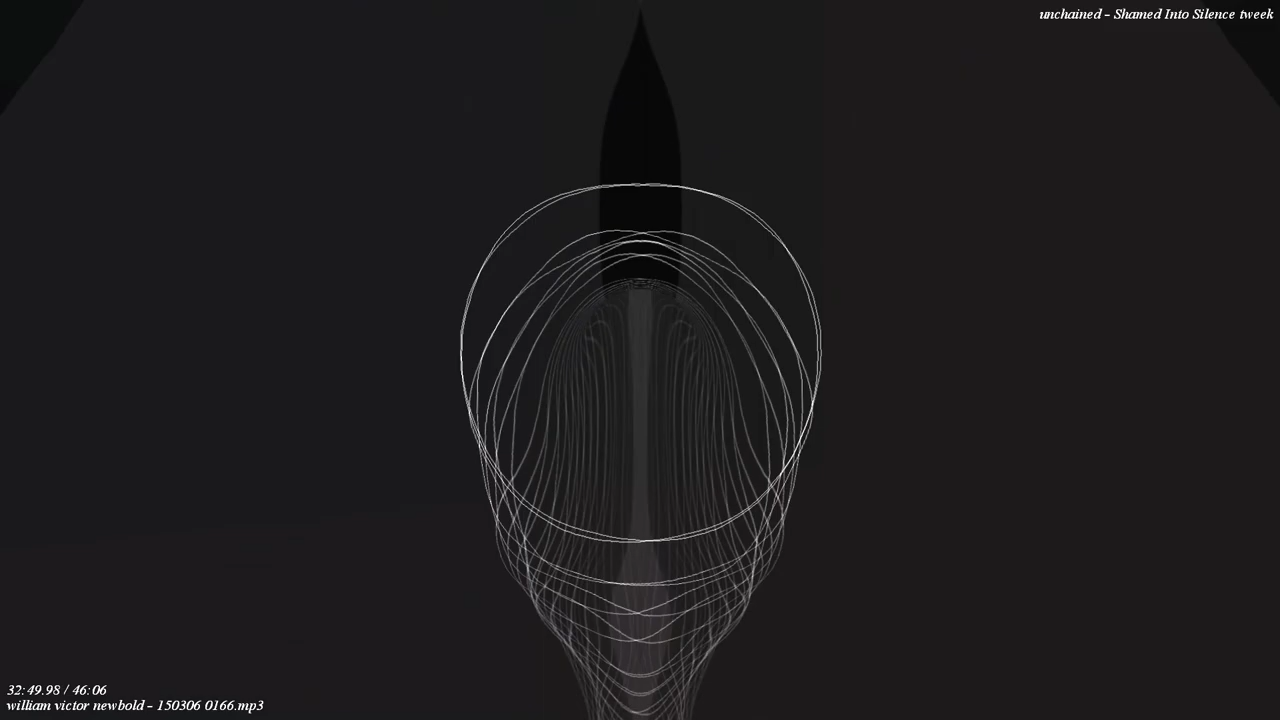 unchained - Shamed Into Silence tweek
32:49.98 / 46:06
william victor newbold - 150306 0166.mp3